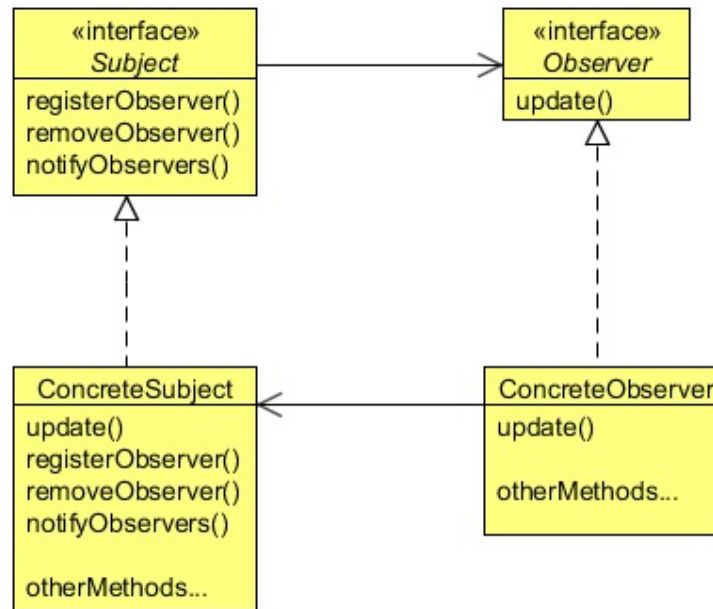 «interface»
Subject
registerObserver()
removeObserver()
notifyObservers()
«interface»
Observer
update()
ConcreteSubject
update()
registerObserver()
removeObserver()
notifyObservers()
otherMethods...
ConcreteObserver
update()
otherMethods...